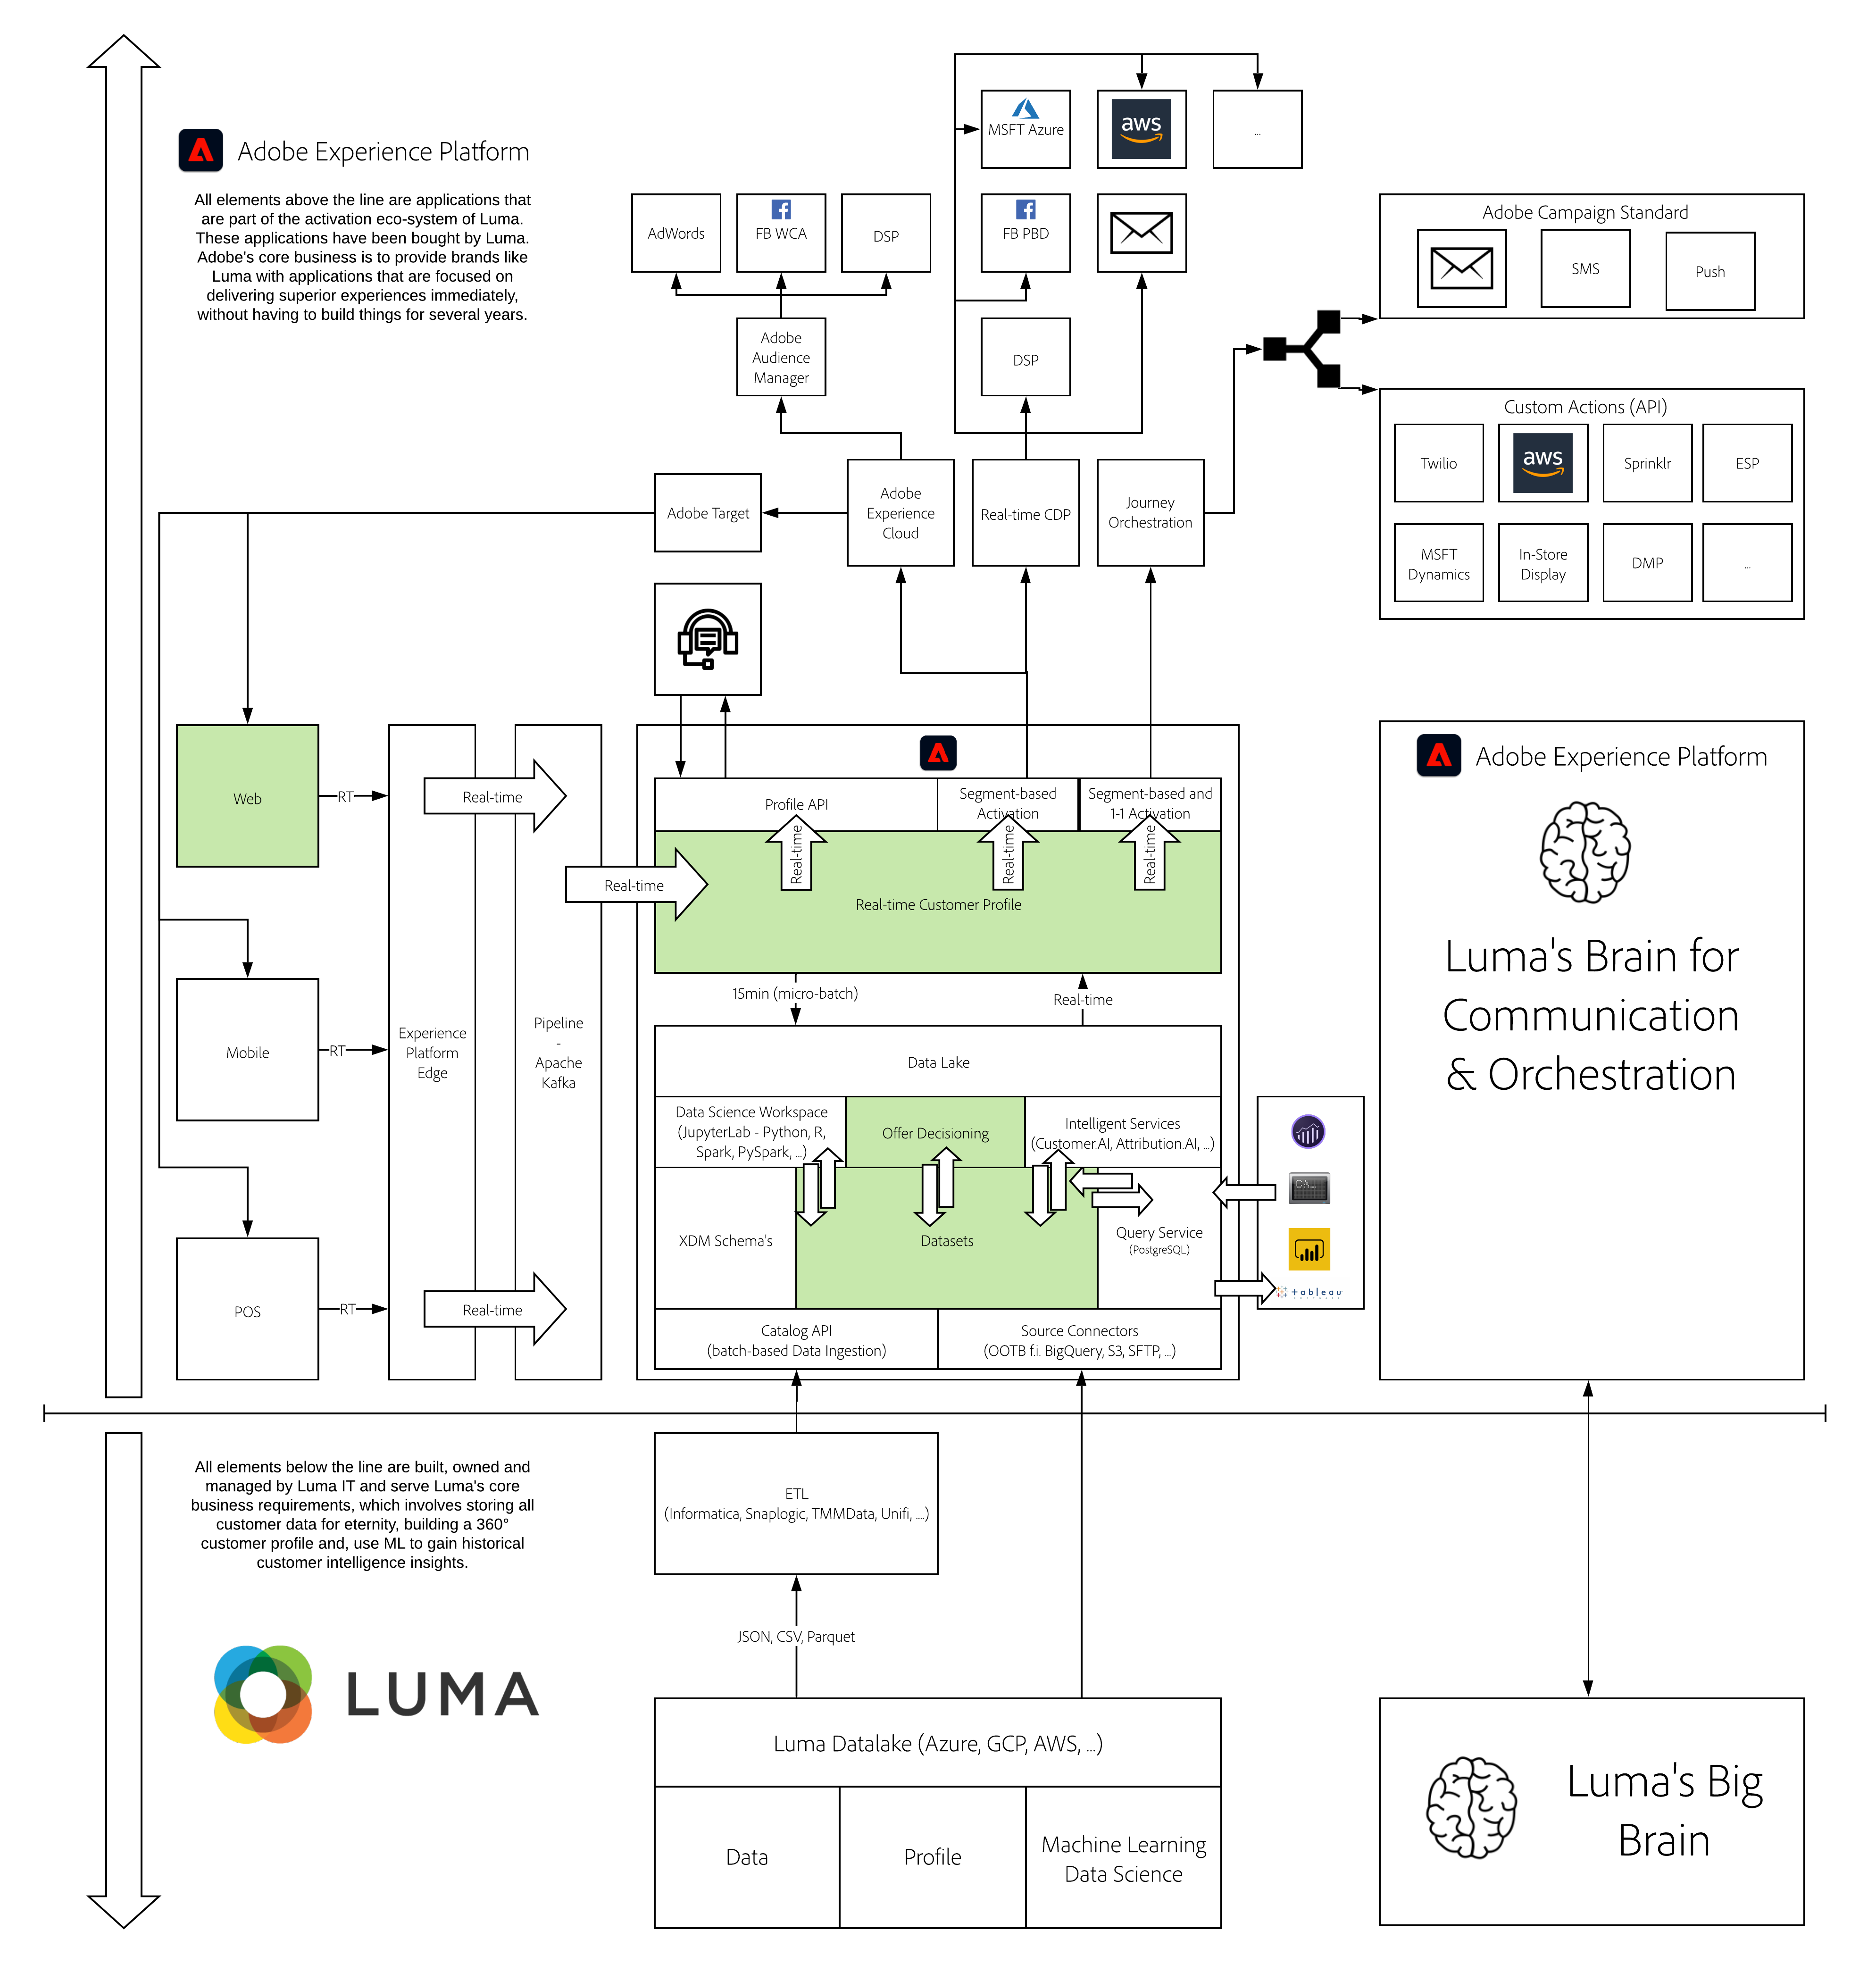 Adobe Experience Platform
All elements above the line are applications that
are part of the activation eco-system of Luma.
These applications have been bought by Luma.
Adobe's core business is to provide brands like
Luma with applications that are focused on
delivering superior experiences immediately,
without having to build things for several years.
MSFT Azure
aws
...
AdWords
FB WCA
DSP
FB PBD
Adobe
Audience
Manager
DSP
Adobe Campaign Standard
SMS
Push
Custom Actions (API)
Twilio
aws
Sprinklr
ESP
MSFT
Dynamics
In-Store
Display
DMP
...
Adobe Target
Adobe
Experience
Cloud
Real-time CDP
Journey
Orchestration
Web
RT
Mobile
RT
POS
RT
Experience
Platform
Edge
Pipeline
-
Apache
Kafka
Real-time
Real-time
Real-time
Profile API
Segment-based
Activation
Segment-based and
1-1 Activation
Real-time
Real-time
Real-time
Real-time Customer Profile
15min (micro-batch)
Real-time
Data Lake
Data Science Workspace
(JupyterLab - Python, R,
Spark, PySpark, ...)
Offer Decisioning
Intelligent Services
(Customer.AI, Attribution.AI, ...)
XDM Schema's
Datasets
Query Service
(PostgreSQL)
Catalog API
(batch-based Data Ingestion)
Source Connectors
(OOTB f.i. BigQuery, S3, SFTP, ...)
C:\_
+ableau
Adobe Experience Platform
Luma's Brain for
Communication
& Orchestration
All elements below the line are built, owned and
managed by Luma IT and serve Luma's core
business requirements, which involves storing all
customer data for eternity, building a 360°
customer profile and, use ML to gain historical
customer intelligence insights.
LUMA
ETL
(Informatica, Snaplogic, TMMData, Unifi, ....)
JSON, CSV, Parquet
Luma Datalake (Azure, GCP, AWS, ...)
Data
Profile
Machine Learning
Data Science
Luma's Big
Brain